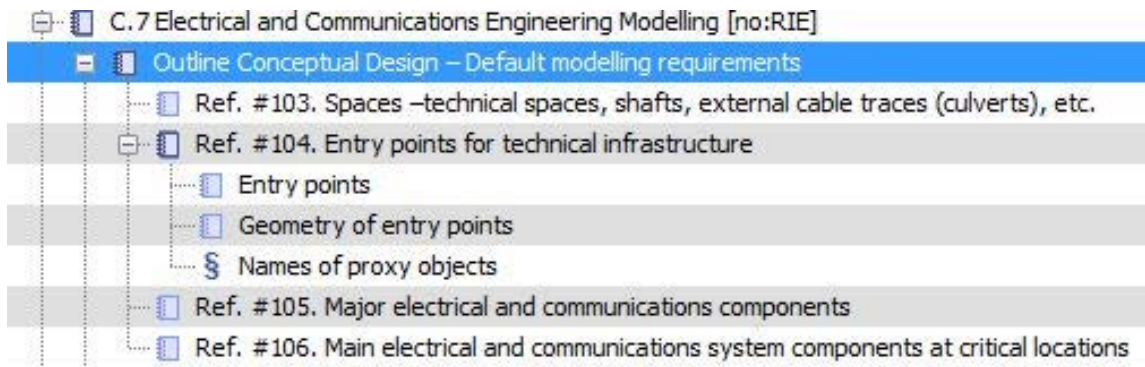 C.7 Electrical and Communications Engineering Modelling [no:RIE]
Outline Conceptual Design – Default modelling requirements
Ref. #103. Spaces –technical spaces, shafts, external cable traces (culverts), etc.
Ref. #104. Entry points for technical infrastructure
Entry points
Geometry of entry points
§ Names of proxy objects
Ref. #105. Major electrical and communications components
Ref. #106. Main electrical and communications system components at critical locations